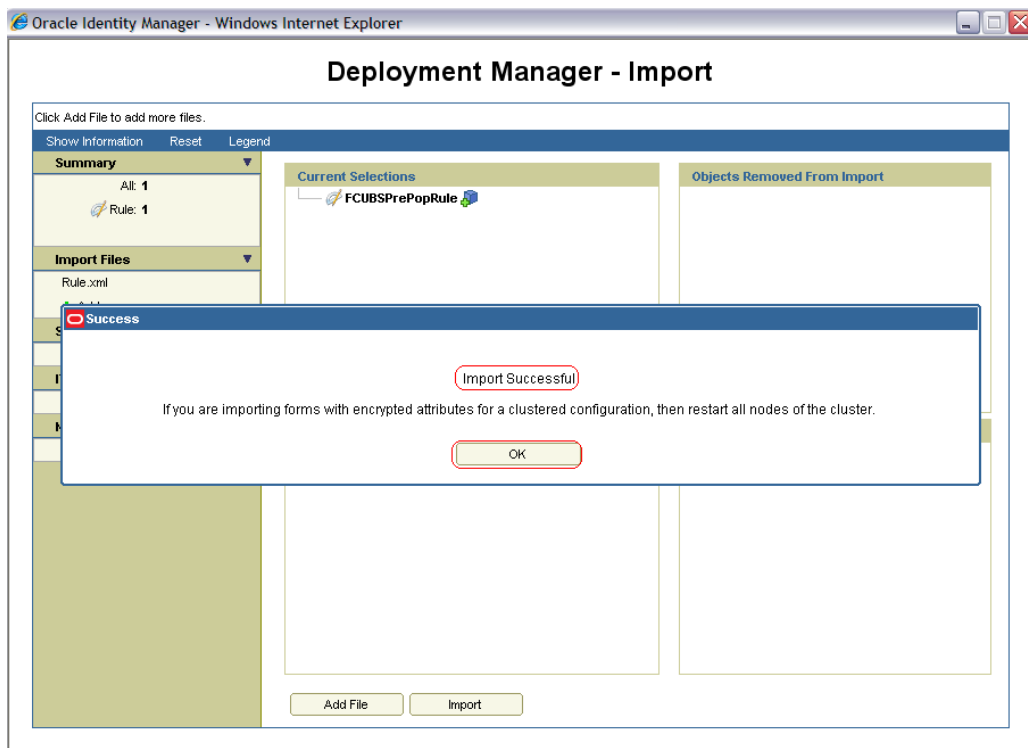 Oracle Identity Manager - Windows Internet Explorer
Deployment Manager - Import
Click Add File to add more files.
Show Information Reset Legend
Summary
All: 1
Rule: 1
Import Files
Rule.xml
Current Selections
FCUBSPrePopRule
Objects Removed From Import
Success
Import Successful
If you are importing forms with encrypted attributes for a clustered configuration, then restart all nodes of the cluster.
OK
Add File Import